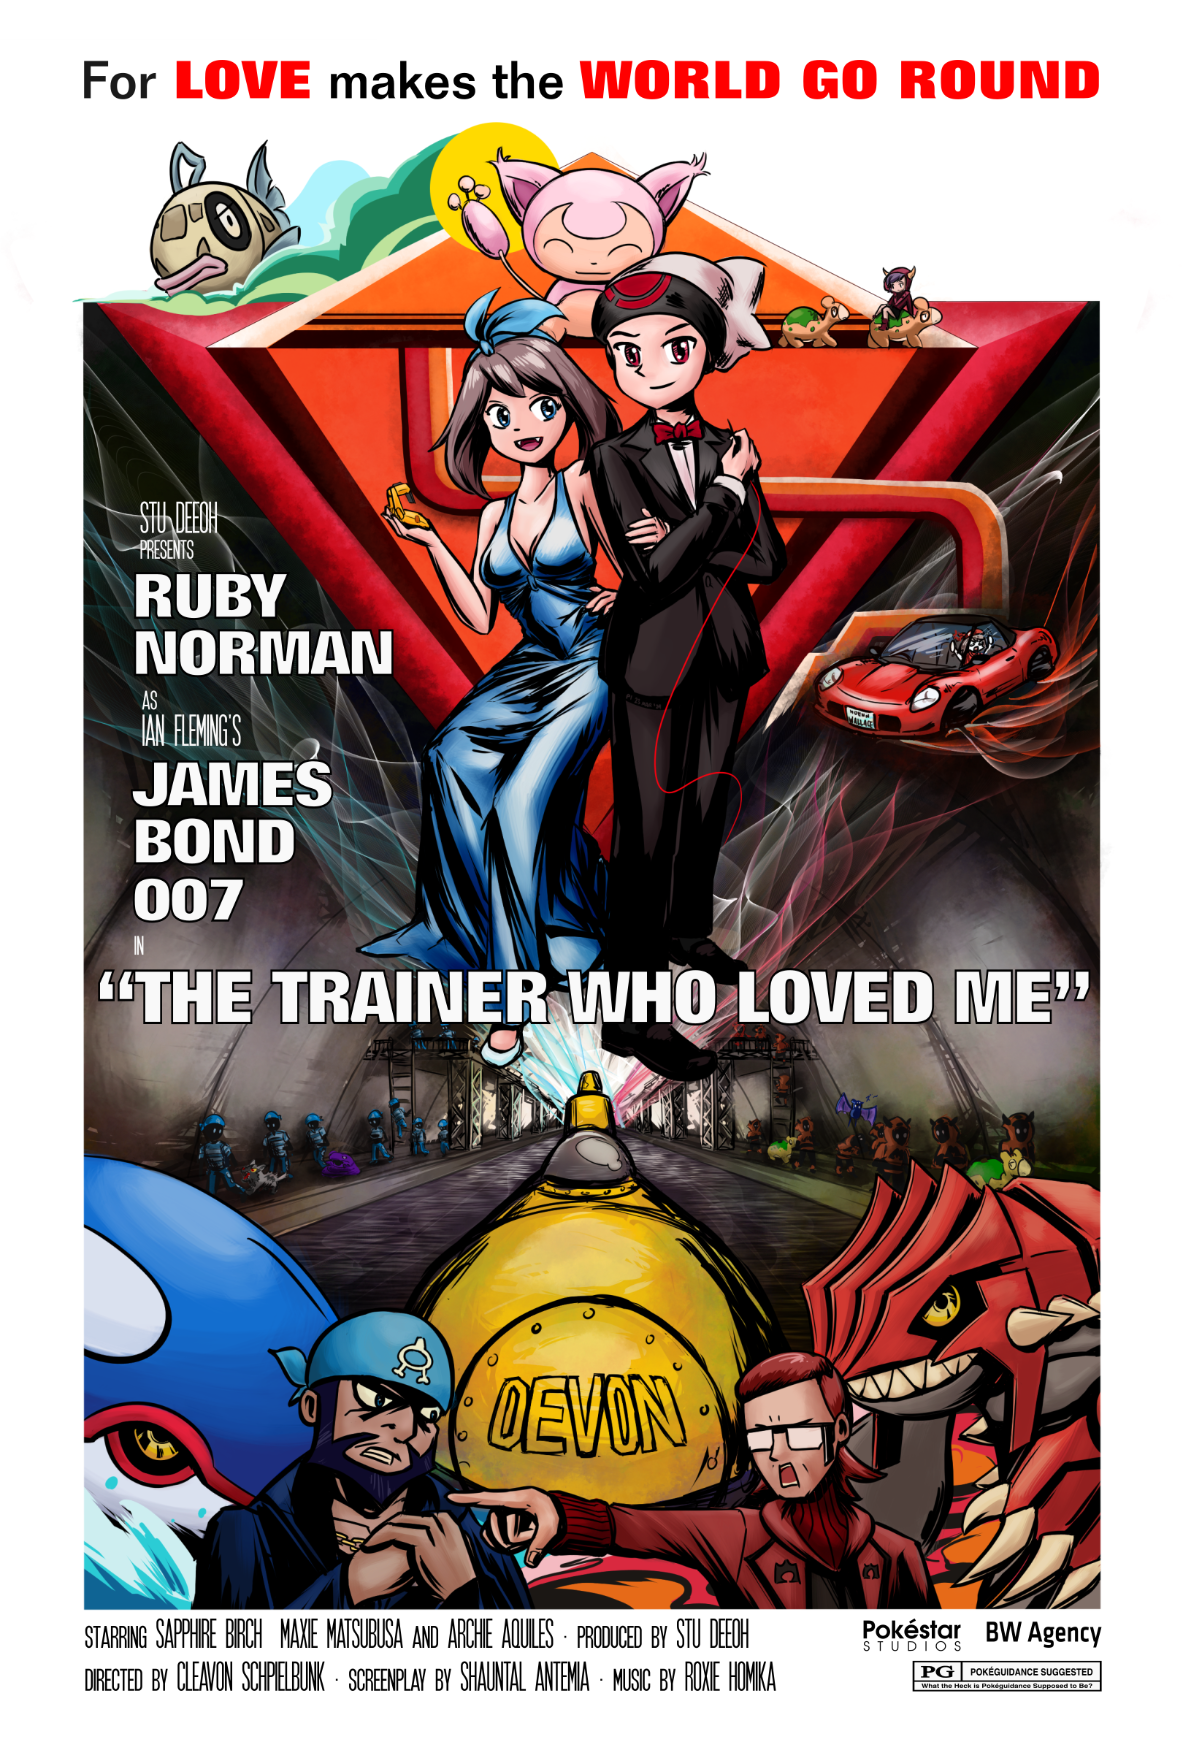 For LOVE makes the WORLD GO ROUND
STU DEEOH
PRESENTS
RUBY
NORMAN
AS
IAN FLEMING'S
JAMES
BOND
007
IN
“THE TRAINER WHO LOVED ME”
WALLACE
DEVON
STARRING SAPPHIRE BIRCH MAXIE MATSUBUSA AND ARCHIE AQUILES · PRODUCED BY STU DEEOH
DIRECTED BY CLEAVON SCHPIELBUNK · SCREENPLAY BY SHAUNTAL ANTEMIA · MUSIC BY ROXIE HOMIKA
Pokéstar
STUDIOS
BW Agency
PG POKÉGUIDANCE SUGGESTED
What the Heck is Pokéguidance Supposed to Be?